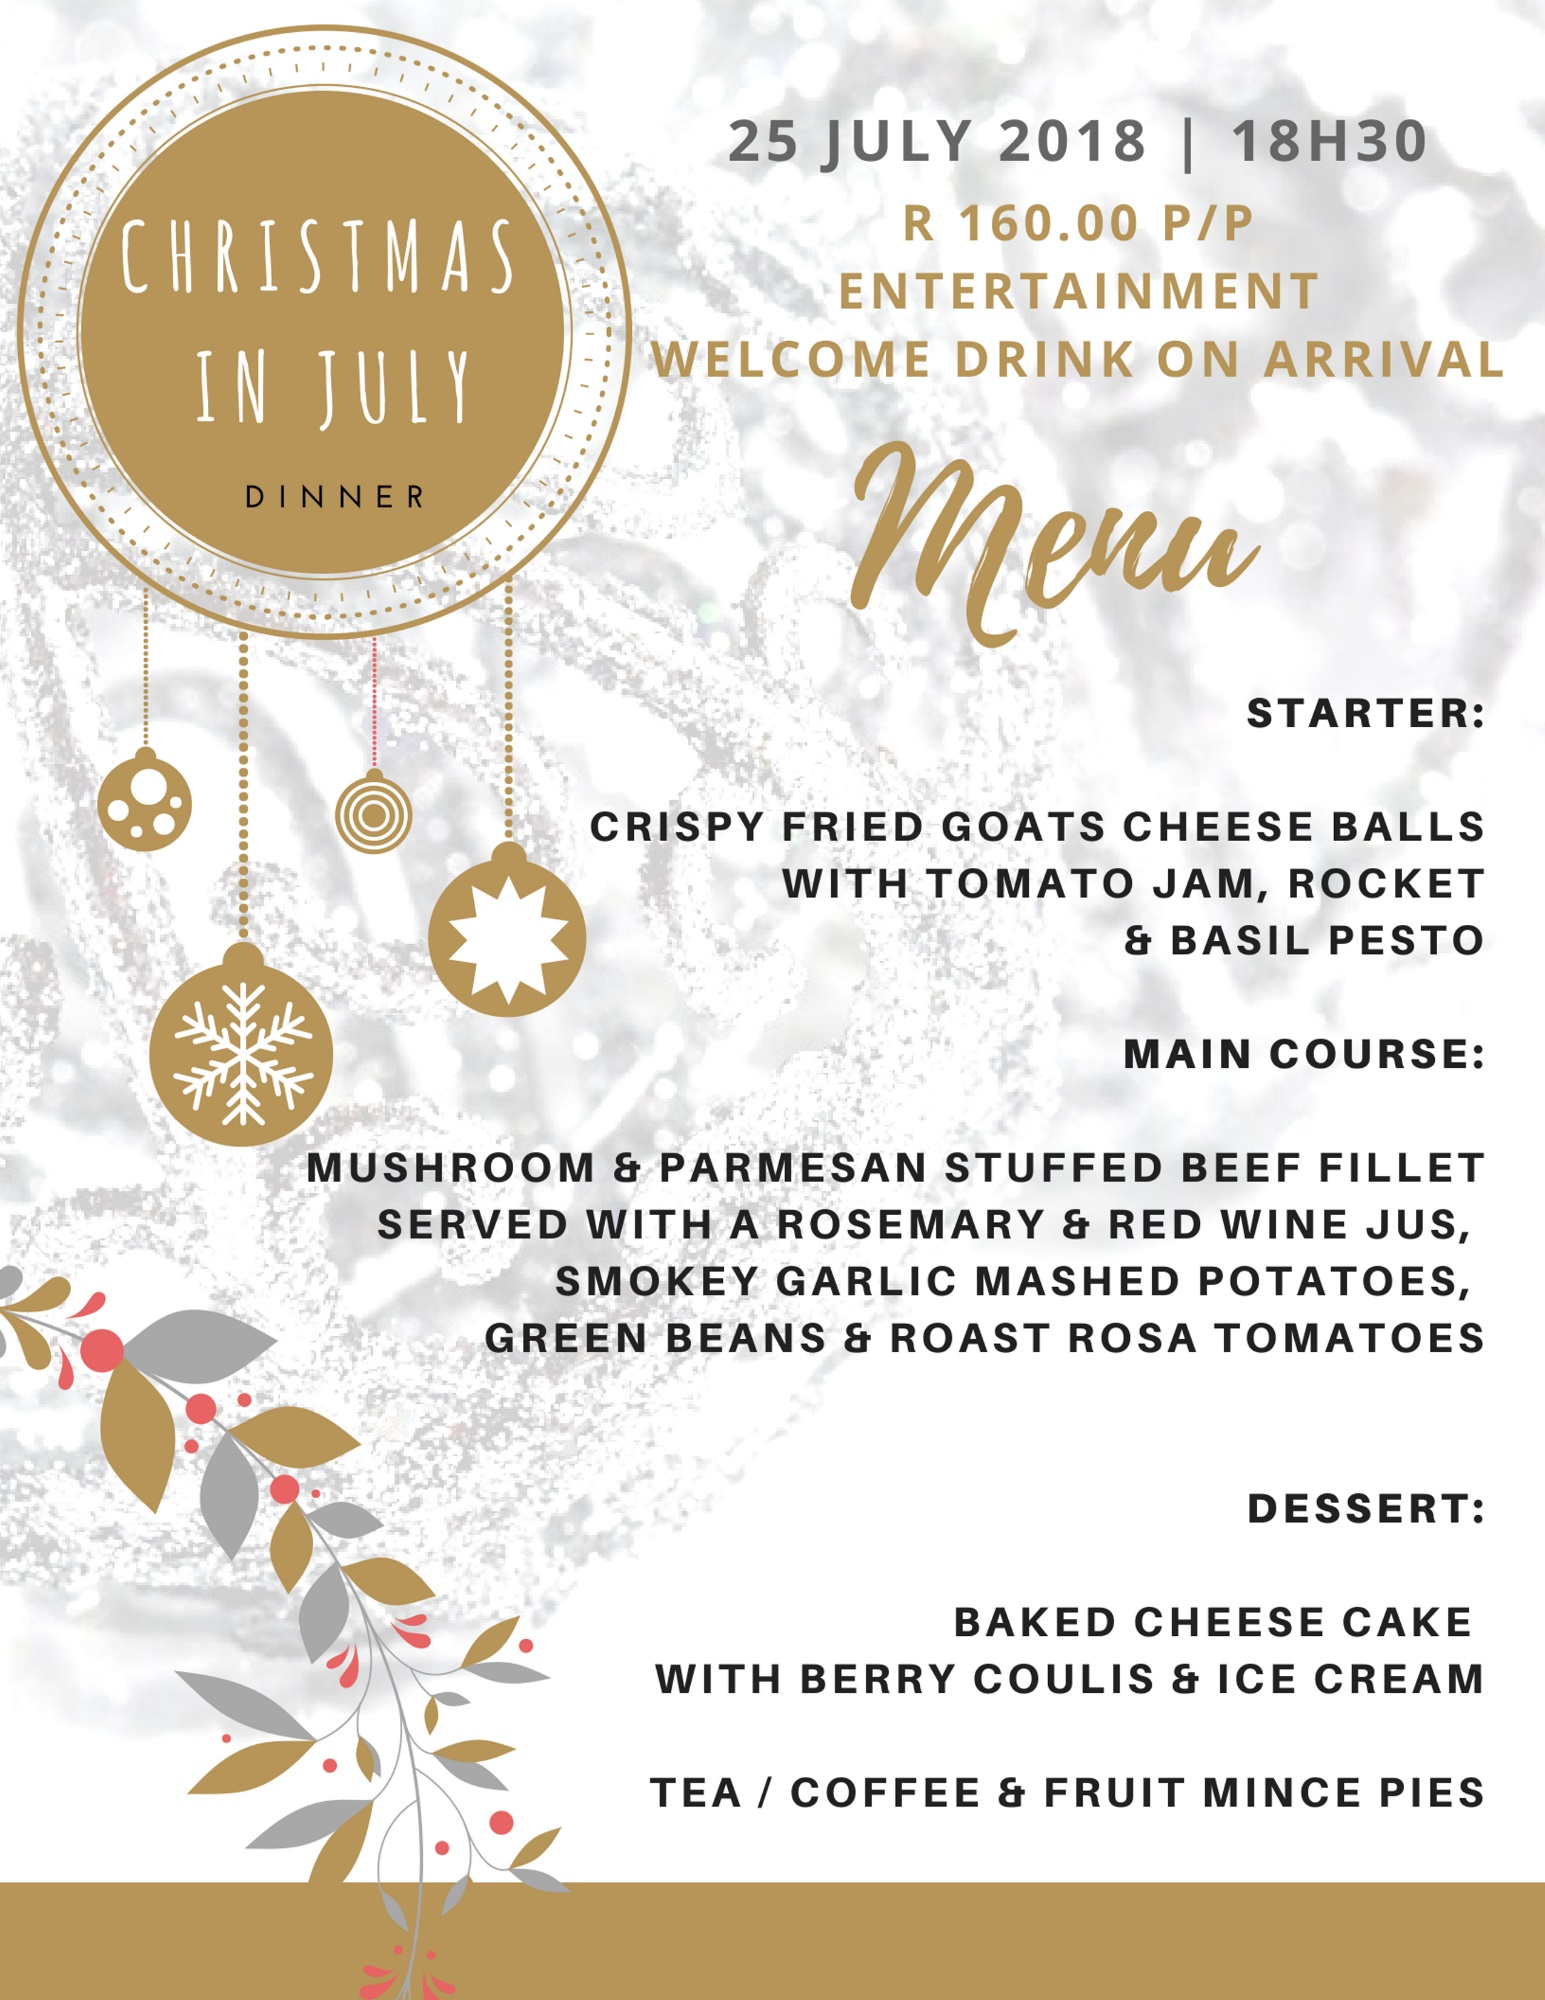 CHRISTMAS
IN JULY
DINNER
25 JULY 2018 | 18H30
R 160.00 P/P
ENTERTAINMENT
WELCOME DRINK ON ARRIVAL
Menu
STARTER:
CRISPY FRIED GOATS CHEESE BALLS
WITH TOMATO JAM, ROCKET
& BASIL PESTO
MAIN COURSE:
MUSHROOM & PARMESAN STUFFED BEEF FILLET
SERVED WITH A ROSEMARY & RED WINE JUS,
SMOKEY GARLIC MASHED POTATOES,
GREEN BEANS & ROAST ROSA TOMATOES
DESSERT:
BAKED CHEESE CAKE
WITH BERRY COULIS & ICE CREAM
TEA / COFFEE & FRUIT MINCE PIES